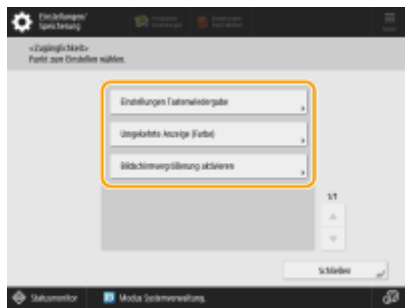 Einstellungen/
Speicherung
<Zugänglichkeit>
Punkt zum Einstellen wählen.
Einstellungen Tastenwiedergabe
Umgekehrte Anzeige (Farbe)
Bildschirmvergrößerung aktivieren
1/1
Schließen
Statusmonitor
Modus Systemverwaltung.